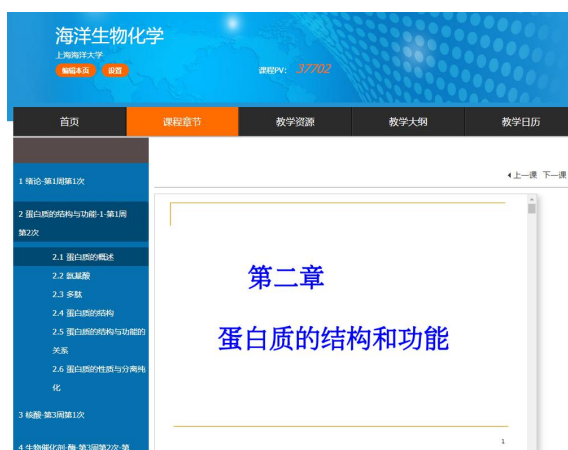 海洋生物化学
上海海洋大学
编辑本页 设置
课程PV: 37702
首页 课程章节 教学资源 教学大纲 教学日历
上一课 下一课
1 绪论-第1周第1次
2 蛋白质的结构与功能-1-第1周
第2次
2.1 蛋白质的概述
2.2 氨基酸
2.3 多肽
2.4 蛋白质的结构
2.5 蛋白质的结构与功能的
关系
2.6 蛋白质的性质与分离纯
化
3 核酸-第3周第1次
4 生物催化剂-酶-第3周第2次-第
第二章
蛋白质的结构和功能
1